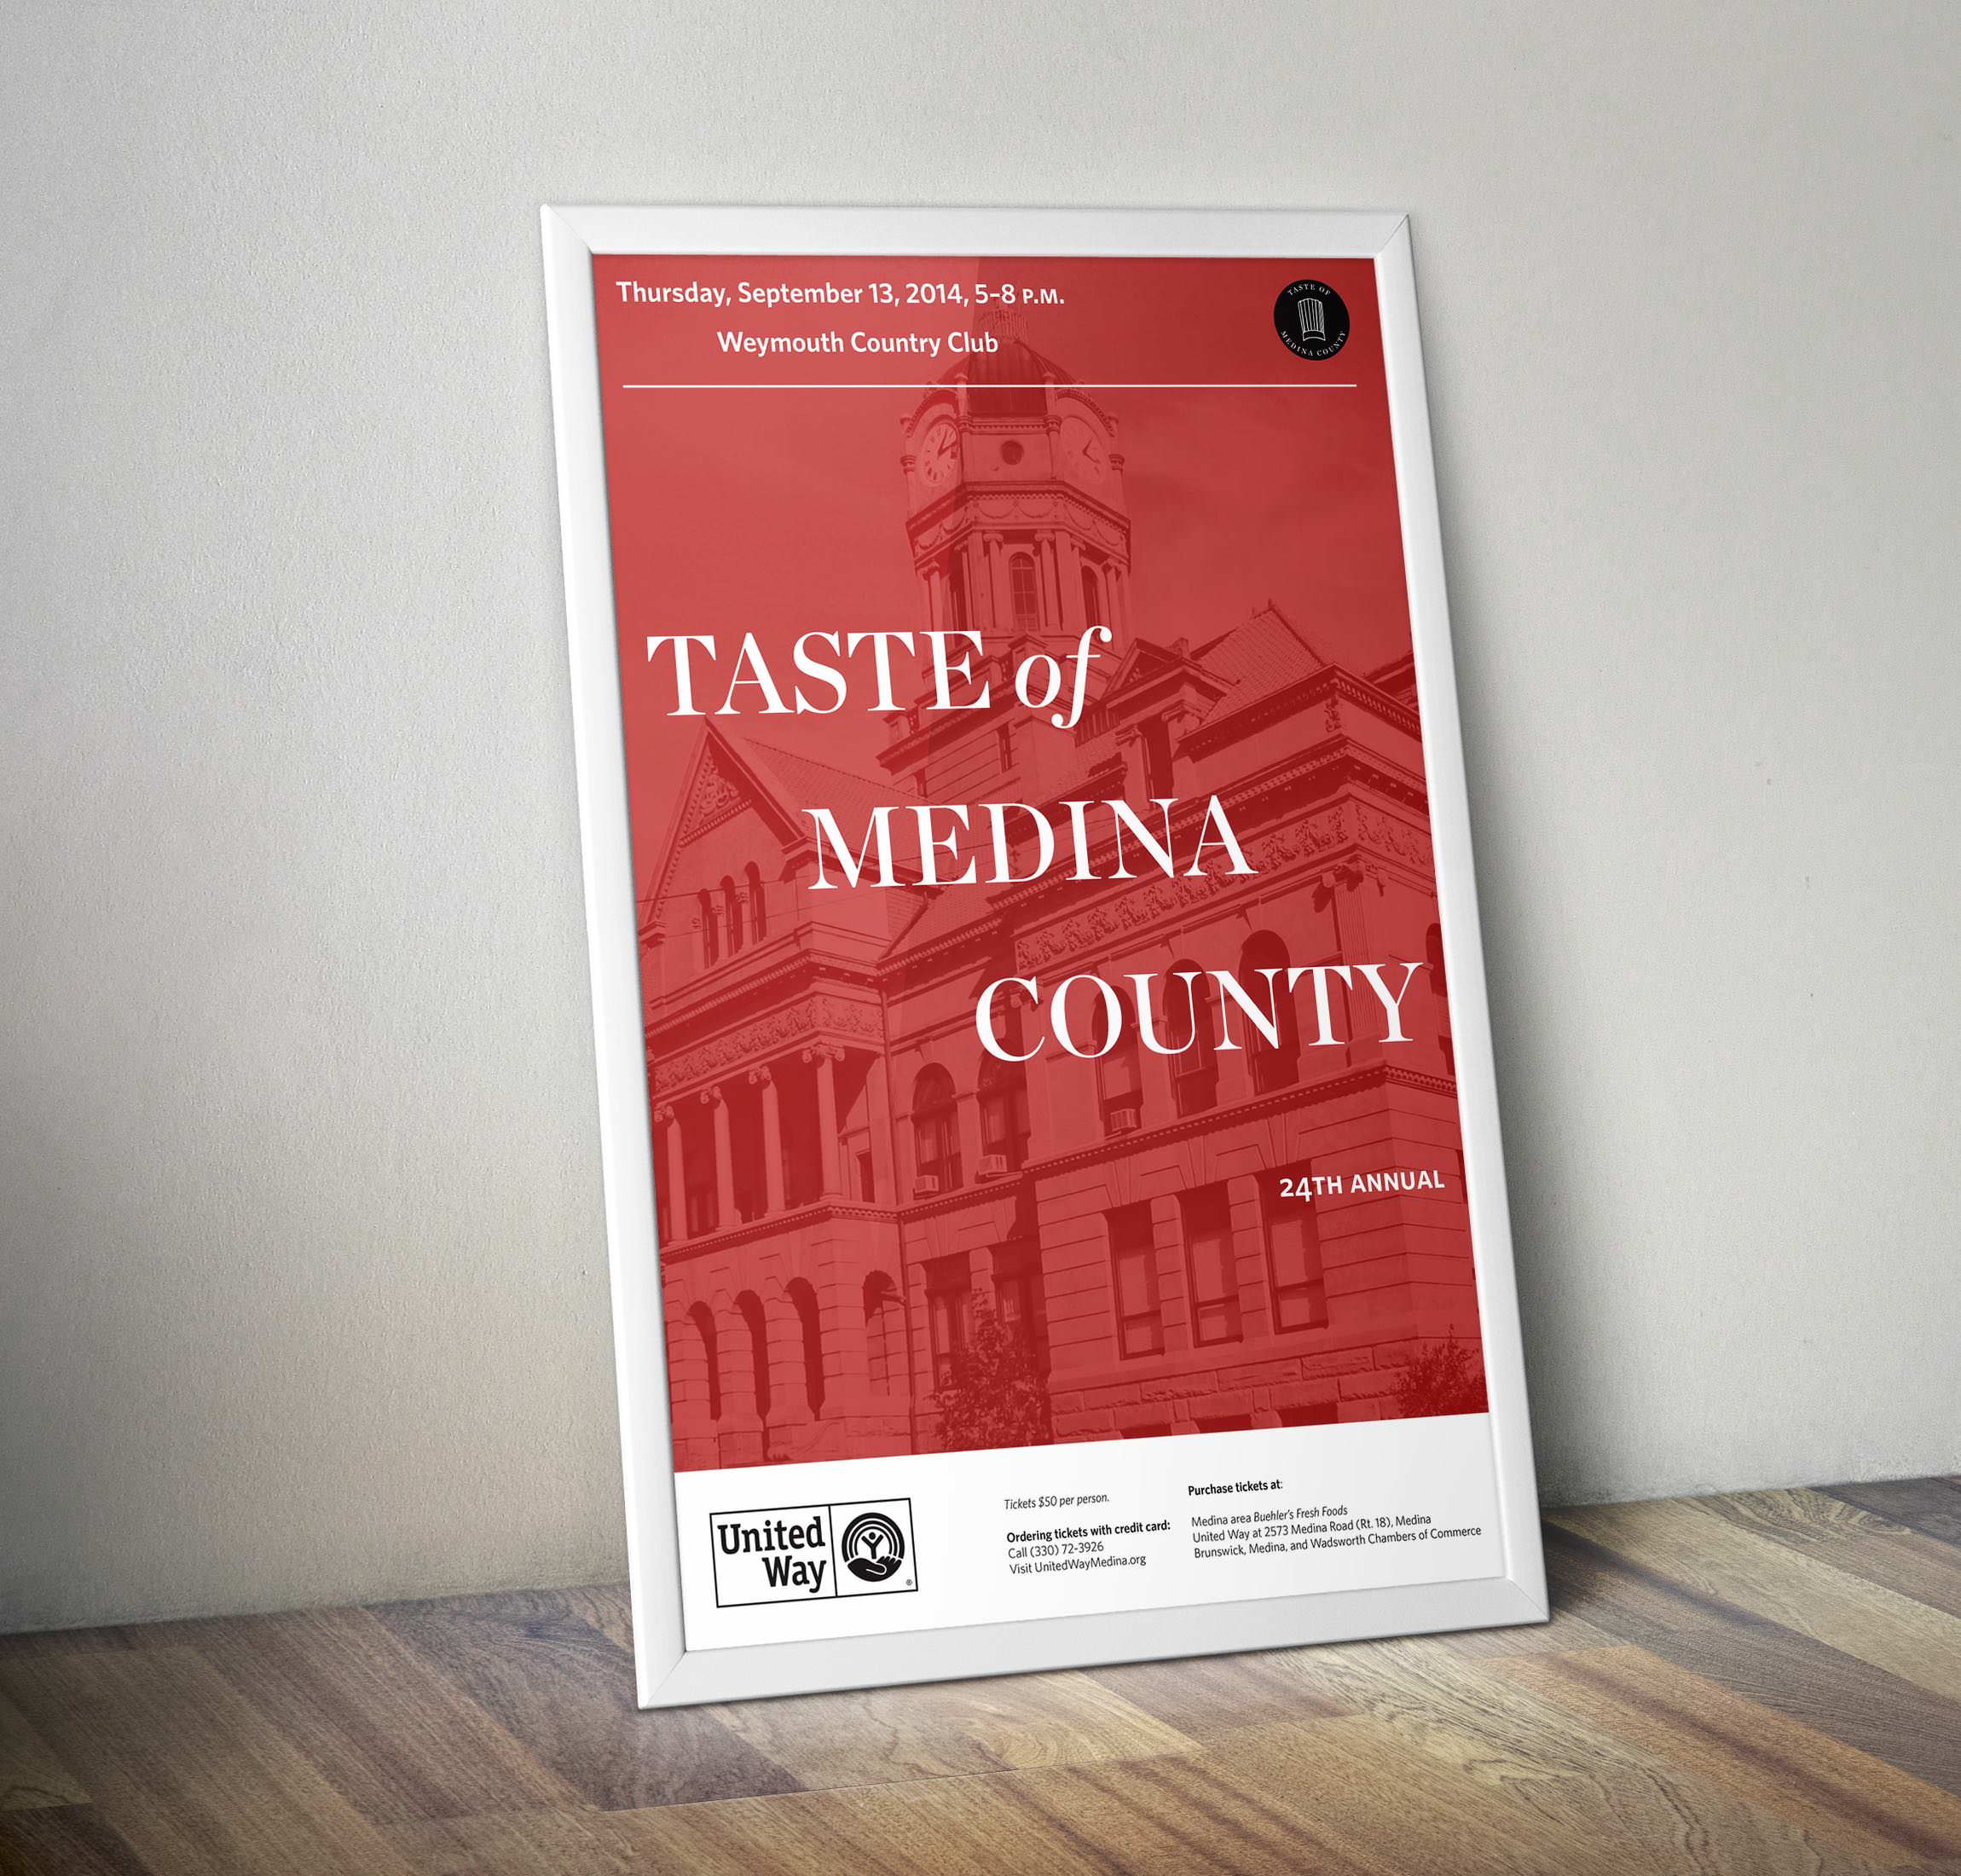 Thursday, September 13, 2014, 5–8 P.M.
Weymouth Country Club
TASTE OF
MEDINA COUNTY
TASTE of
MEDINA
COUNTY
24TH ANNUAL
United
Way
®
Tickets $50 per person.
Ordering tickets with credit card:
Call (330) 72-3926
Visit UnitedWayMedina.org
Purchase tickets at:
Medina area Buehler's Fresh Foods
United Way at 2573 Medina Road (Rt. 18), Medina
Brunswick, Medina, and Wadsworth Chambers of Commerce